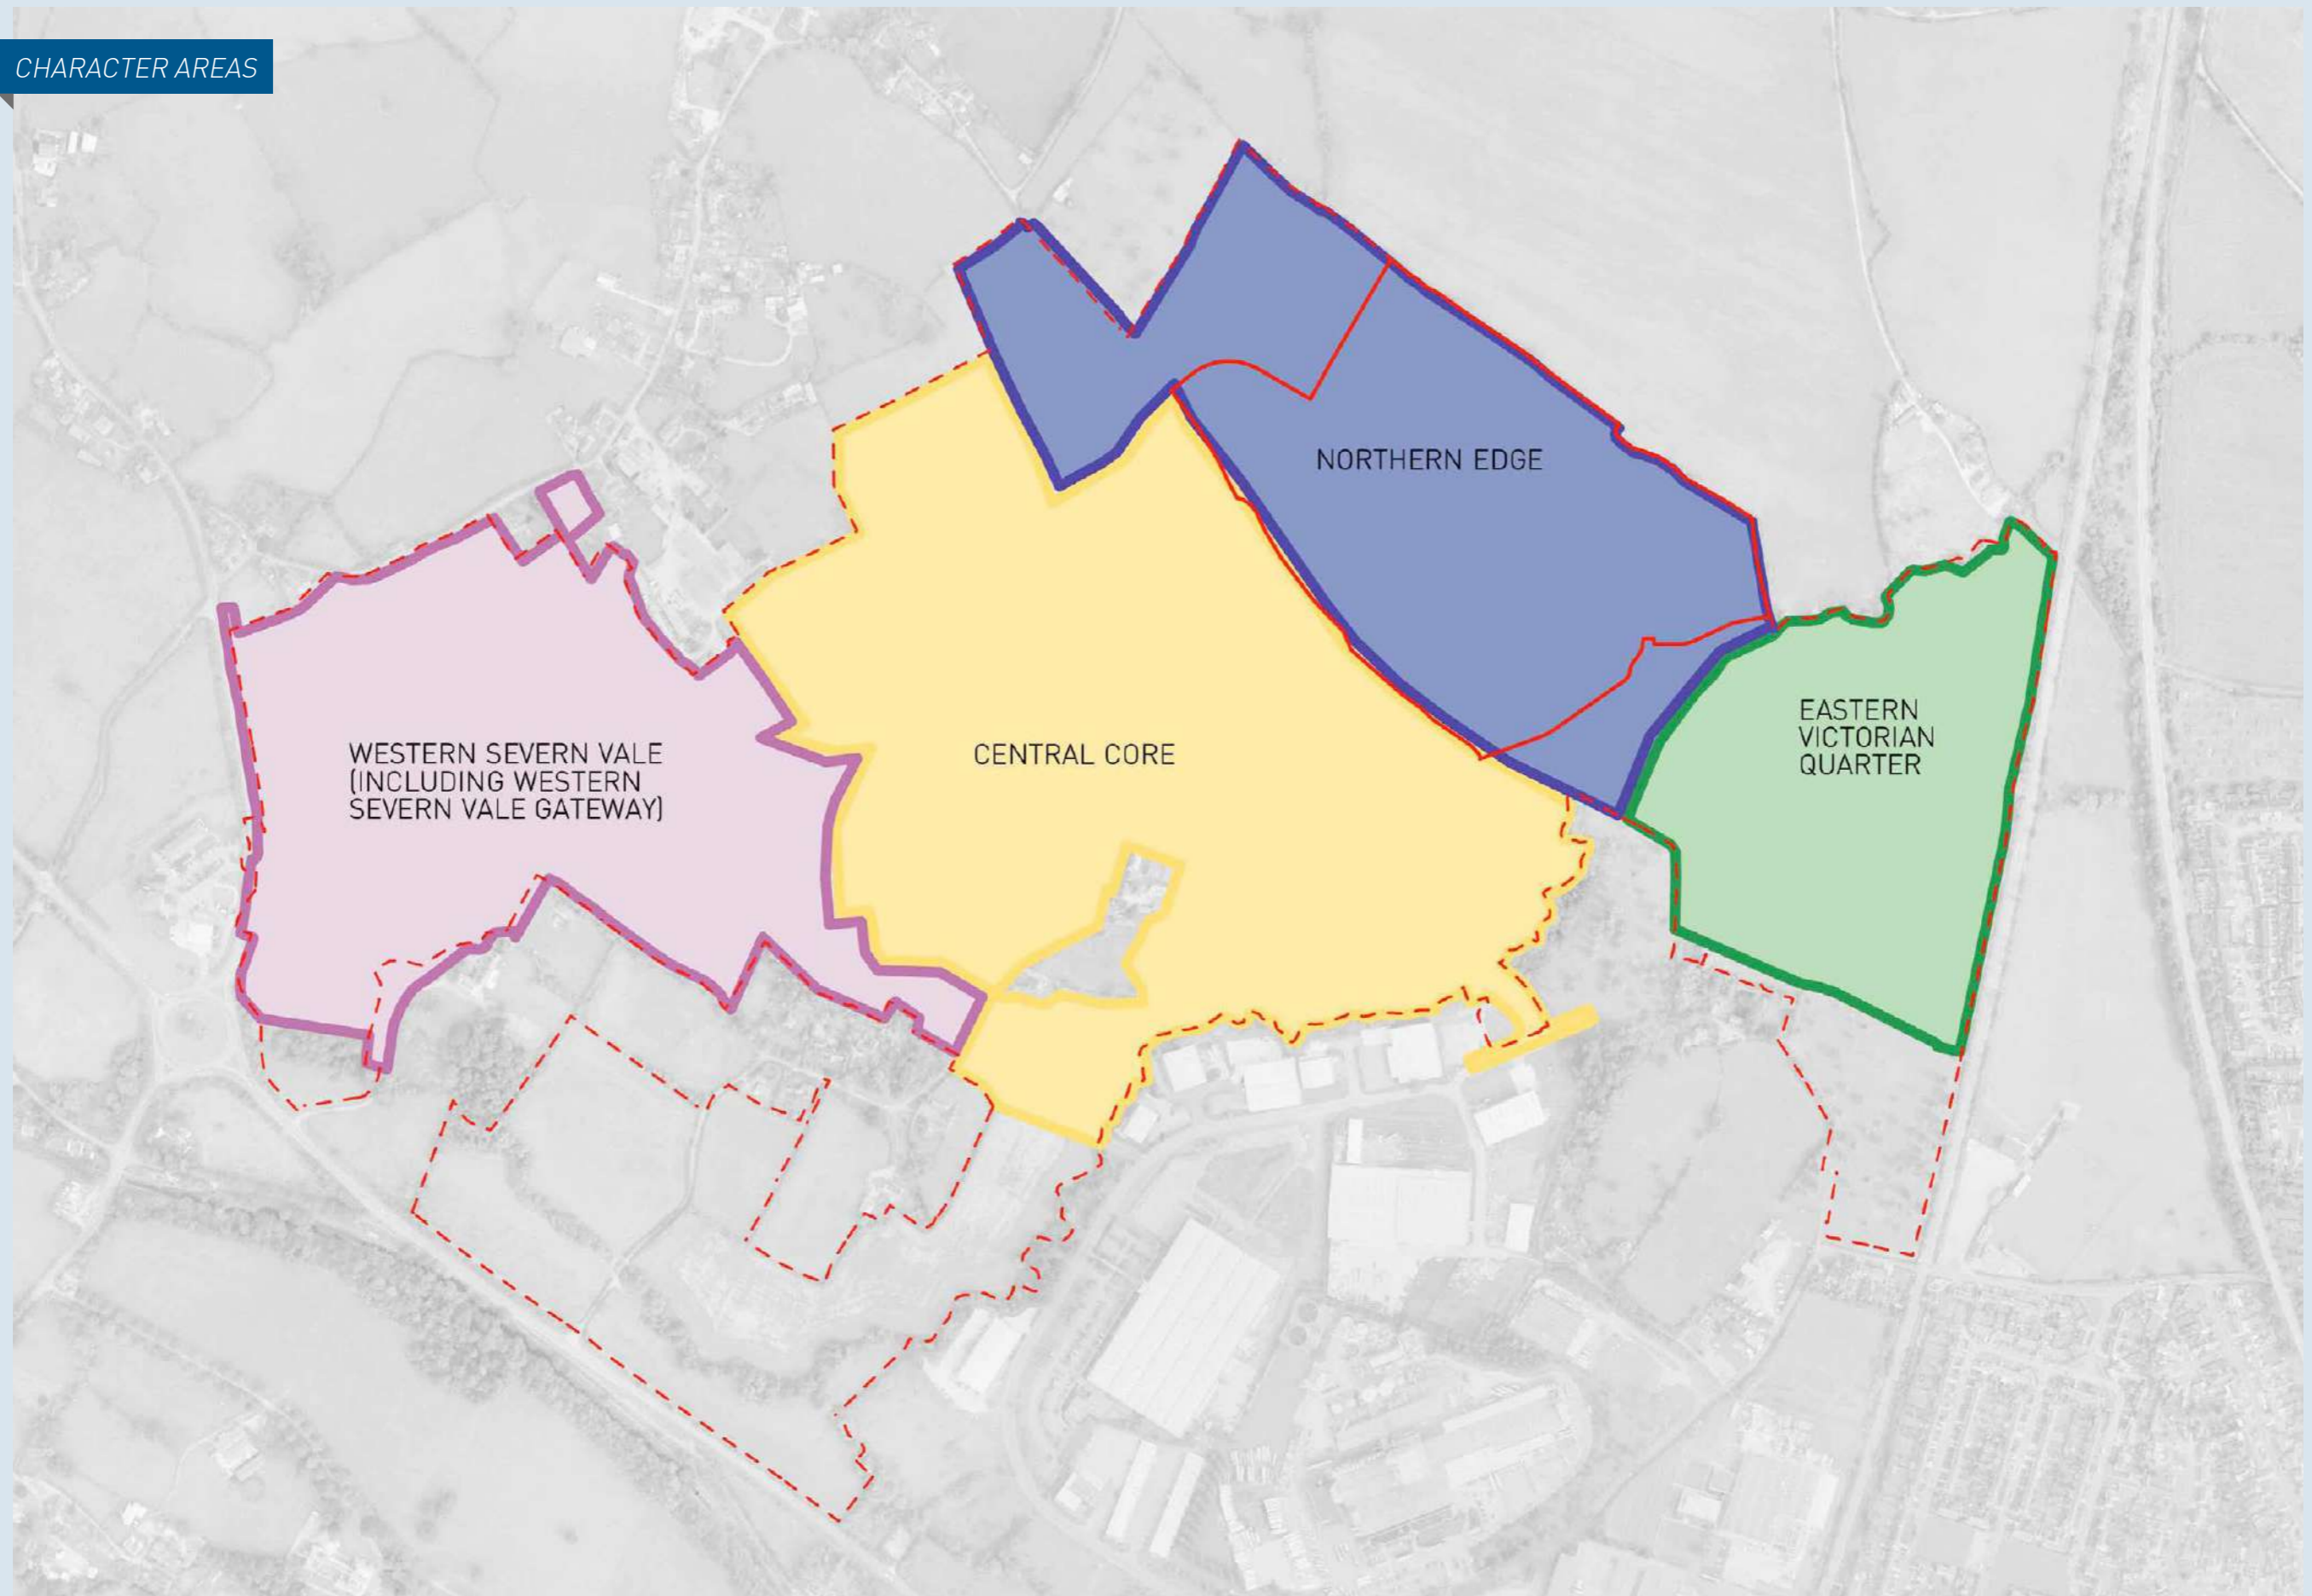 CHARACTER AREAS
NORTHERN EDGE
WESTERN SEVERN VALE
(INCLUDING WESTERN
SEVERN VALE GATEWAY)
CENTRAL CORE
EASTERN
VICTORIAN
QUARTER